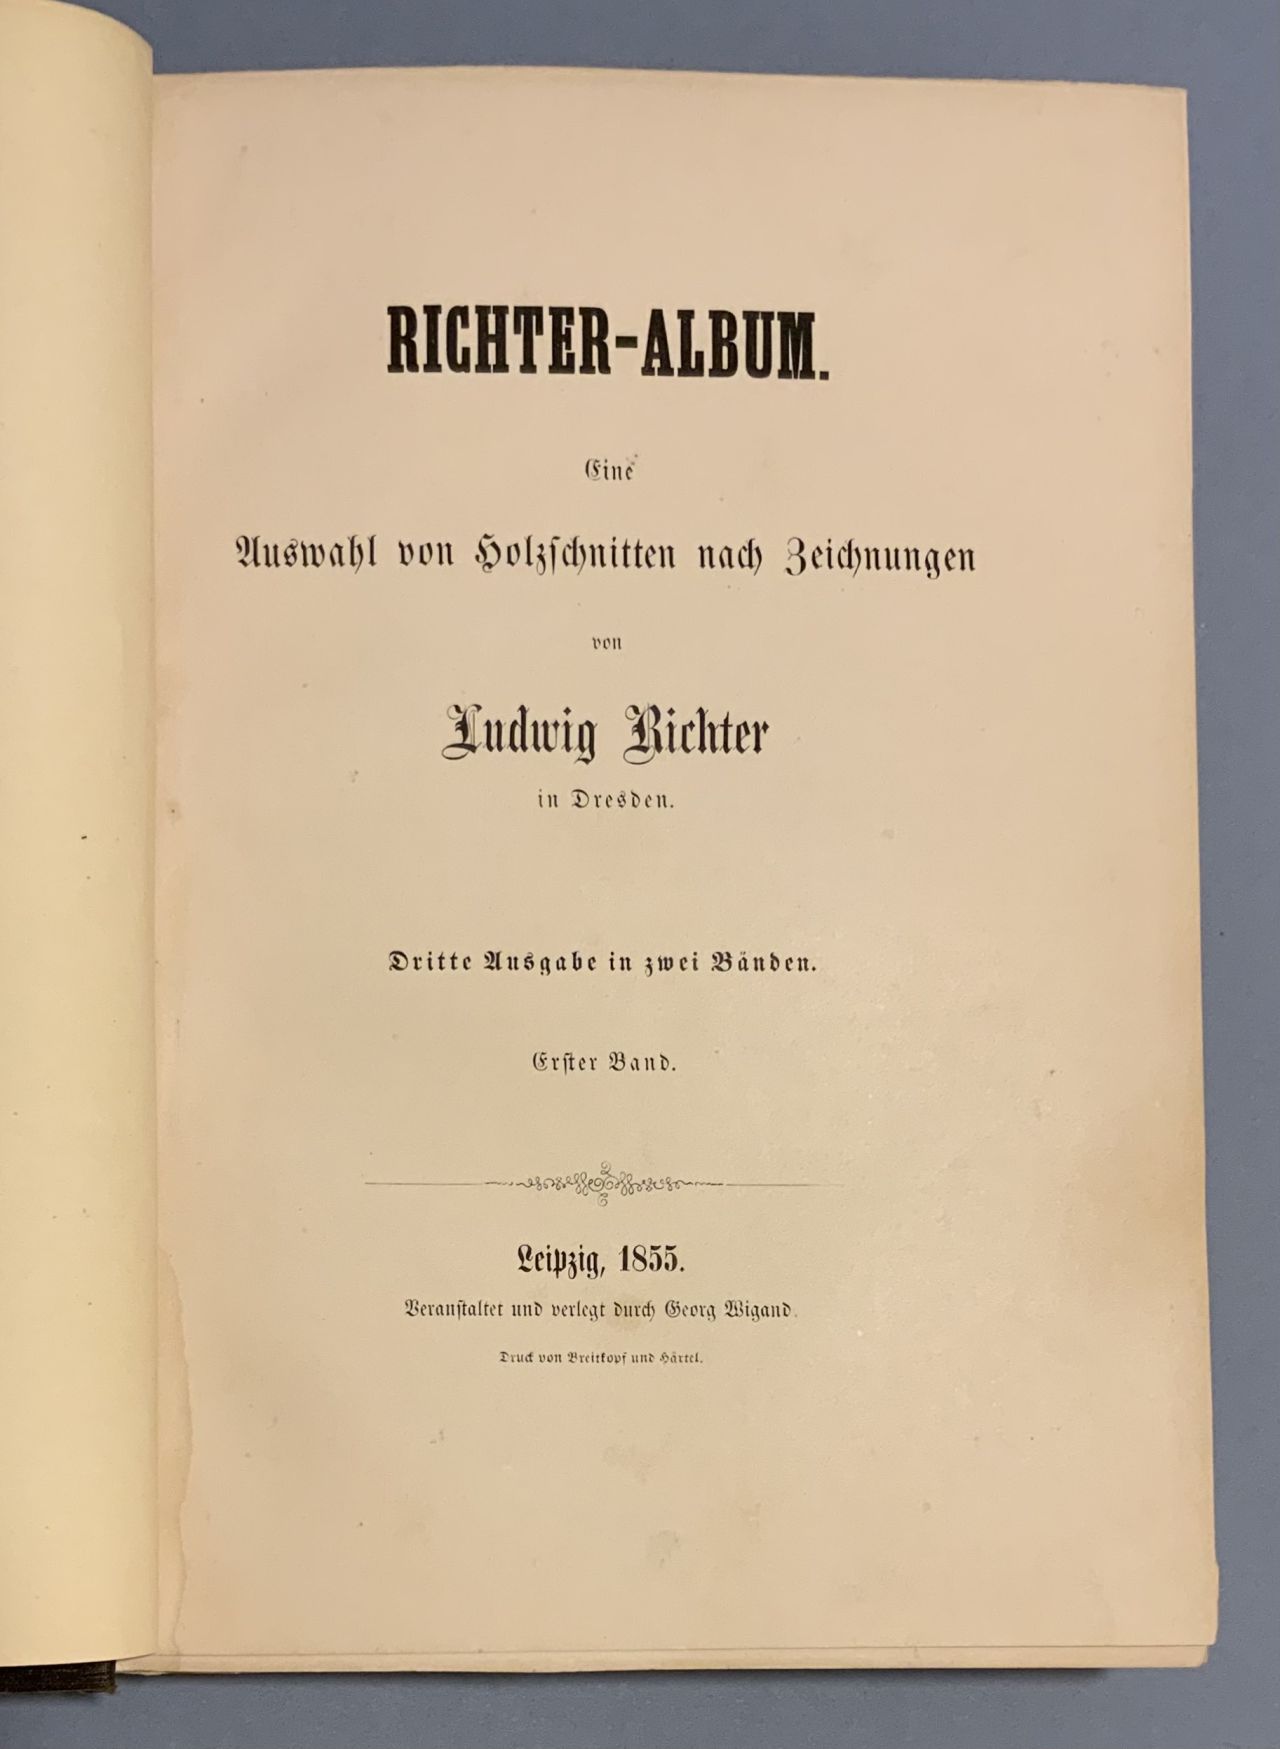 RICHTER-ALBUM.
Eine
Auswahl von Holzſchnitten nach Zeichnungen
von
Ludwig Richter
in Dresden.
Dritte Ausgabe in zwei Bänden.
Erſter Band.
Leipzig, 1855.
Veranſtaltet und verlegt durch Georg Wigand.
Druck von Breitkopf und Härtel.